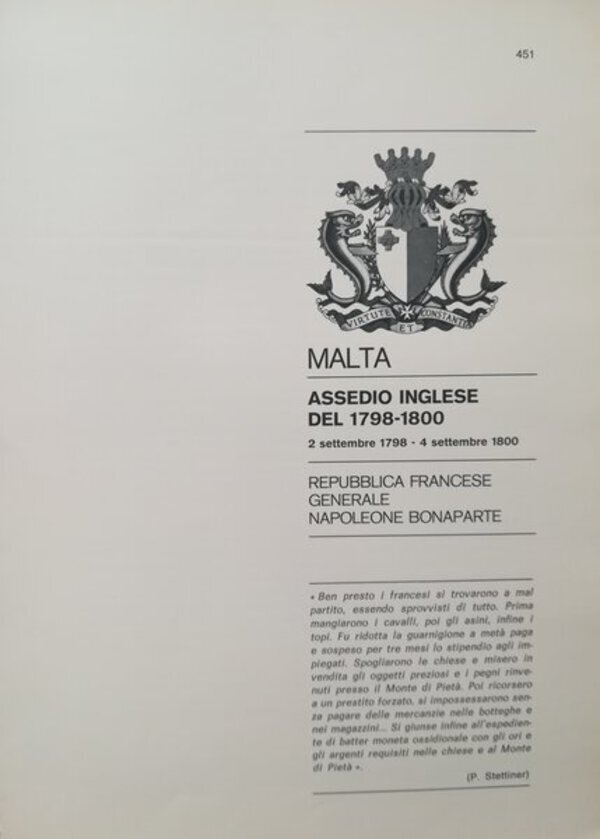 451
VIRTUTE
ET
CONSTANTIA
MALTA
ASSEDIO INGLESE
DEL 1798-1800
2 settembre 1798 - 4 settembre 1800
REPUBBLICA FRANCESE
GENERALE
NAPOLEONE BONAPARTE
« Ben presto i francesi si trovarono a mal
partito, essendo sprovvisti di tutto. Prima
mangiarono i cavalli, poi gli asini, infine i
topi. Fu ridotta la guarnigione a metà paga
e sospeso per tre mesi lo stipendio agli im-
piegati. Spogliarono le chiese e misero in
vendita gli oggetti preziosi e i pegni rinve-
nuti presso il Monte di Pietà. Poi ricorsero
a un prestito forzato, si impossessarono sen-
za pagare delle mercanzie nelle botteghe e
nei magazzini... Si giunse infine all'espedien-
te di batter moneta ossidionale con gli ori e
gli argenti requisiti nelle chiese e al Monte
di Pietà ».
(P. Stettiner)